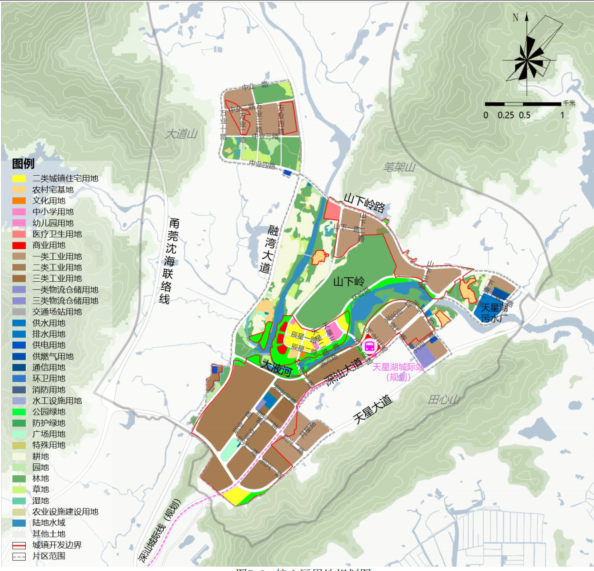 N
千米
0 0.25 0.5 1
大道山
笔架山
图例
二类城镇住宅用地
农村宅基地
文化用地
中小学用地
幼儿园用地
医疗卫生用地
商业用地
一类工业用地
二类工业用地
三类工业用地
一类物流仓储用地
三类物流仓储用地
交通场站用地
供水用地
排水用地
供电用地
供燃气用地
通信用地
环卫用地
消防用地
水工设施用地
公园绿地
防护绿地
广场用地
特殊用地
耕地
园地
林地
草地
湿地
农业设施建设用地
陆地水域
其他土地
城镇开发边界
片区范围
甬莞沈海联络线
融湾大道
山下岭路
山下岭
大液河
深汕大道
天星湖城际站
(规划)
天星大道
田心山
深汕城际线（规划）